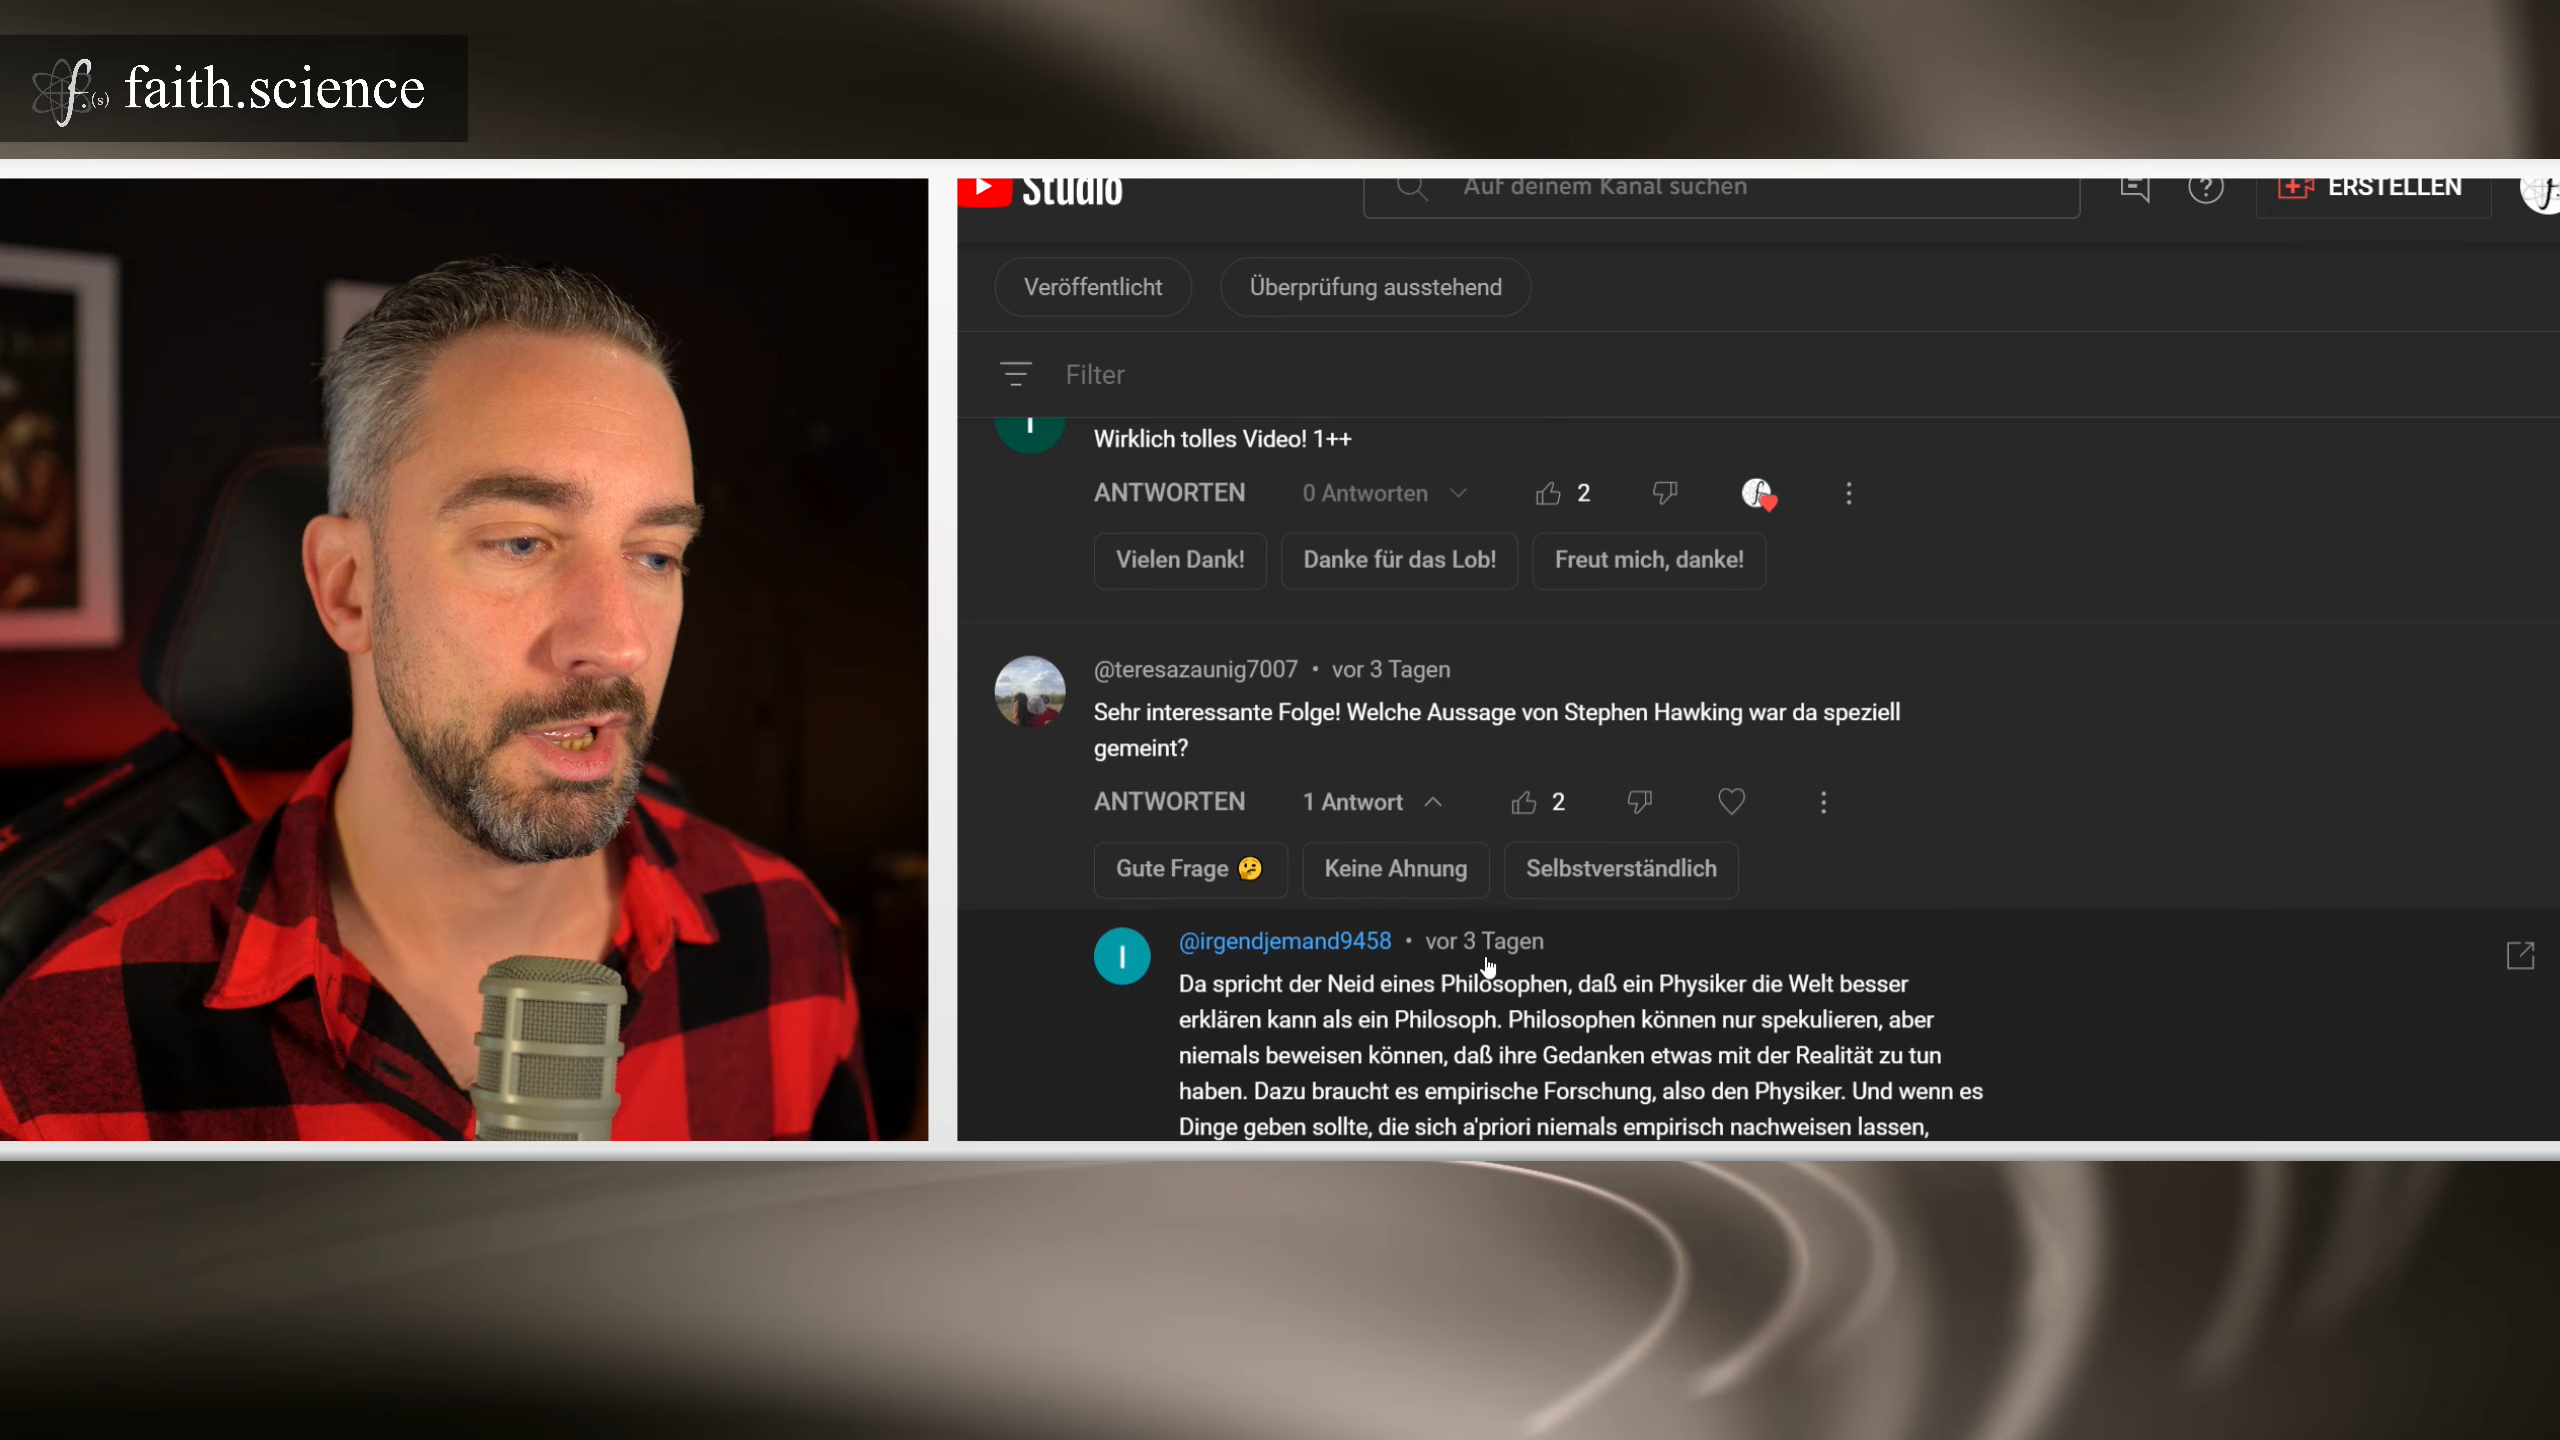 f.(s) faith.science
Studio
Auf deinem Kanal suchen
ERSTELLEN
Veröffentlicht
Überprüfung ausstehend
Filter
Wirklich tolles Video! 1++
ANTWORTEN 0 Antworten 2
Vielen Dank! Danke für das Lob! Freut mich, danke!
@teresazaunig7007 • vor 3 Tagen
Sehr interessante Folge! Welche Aussage von Stephen Hawking war da speziell
gemeint?
ANTWORTEN 1 Antwort 2
Gute Frage 🤔 Keine Ahnung Selbstverständlich
I
@irgendjemand9458 • vor 3 Tagen
Da spricht der Neid eines Philosophen, daß ein Physiker die Welt besser
erklären kann als ein Philosoph. Philosophen können nur spekulieren, aber
niemals beweisen können, daß ihre Gedanken etwas mit der Realität zu tun
haben. Dazu braucht es empirische Forschung, also den Physiker. Und wenn es
Dinge geben sollte, die sich a'priori niemals empirisch nachweisen lassen,